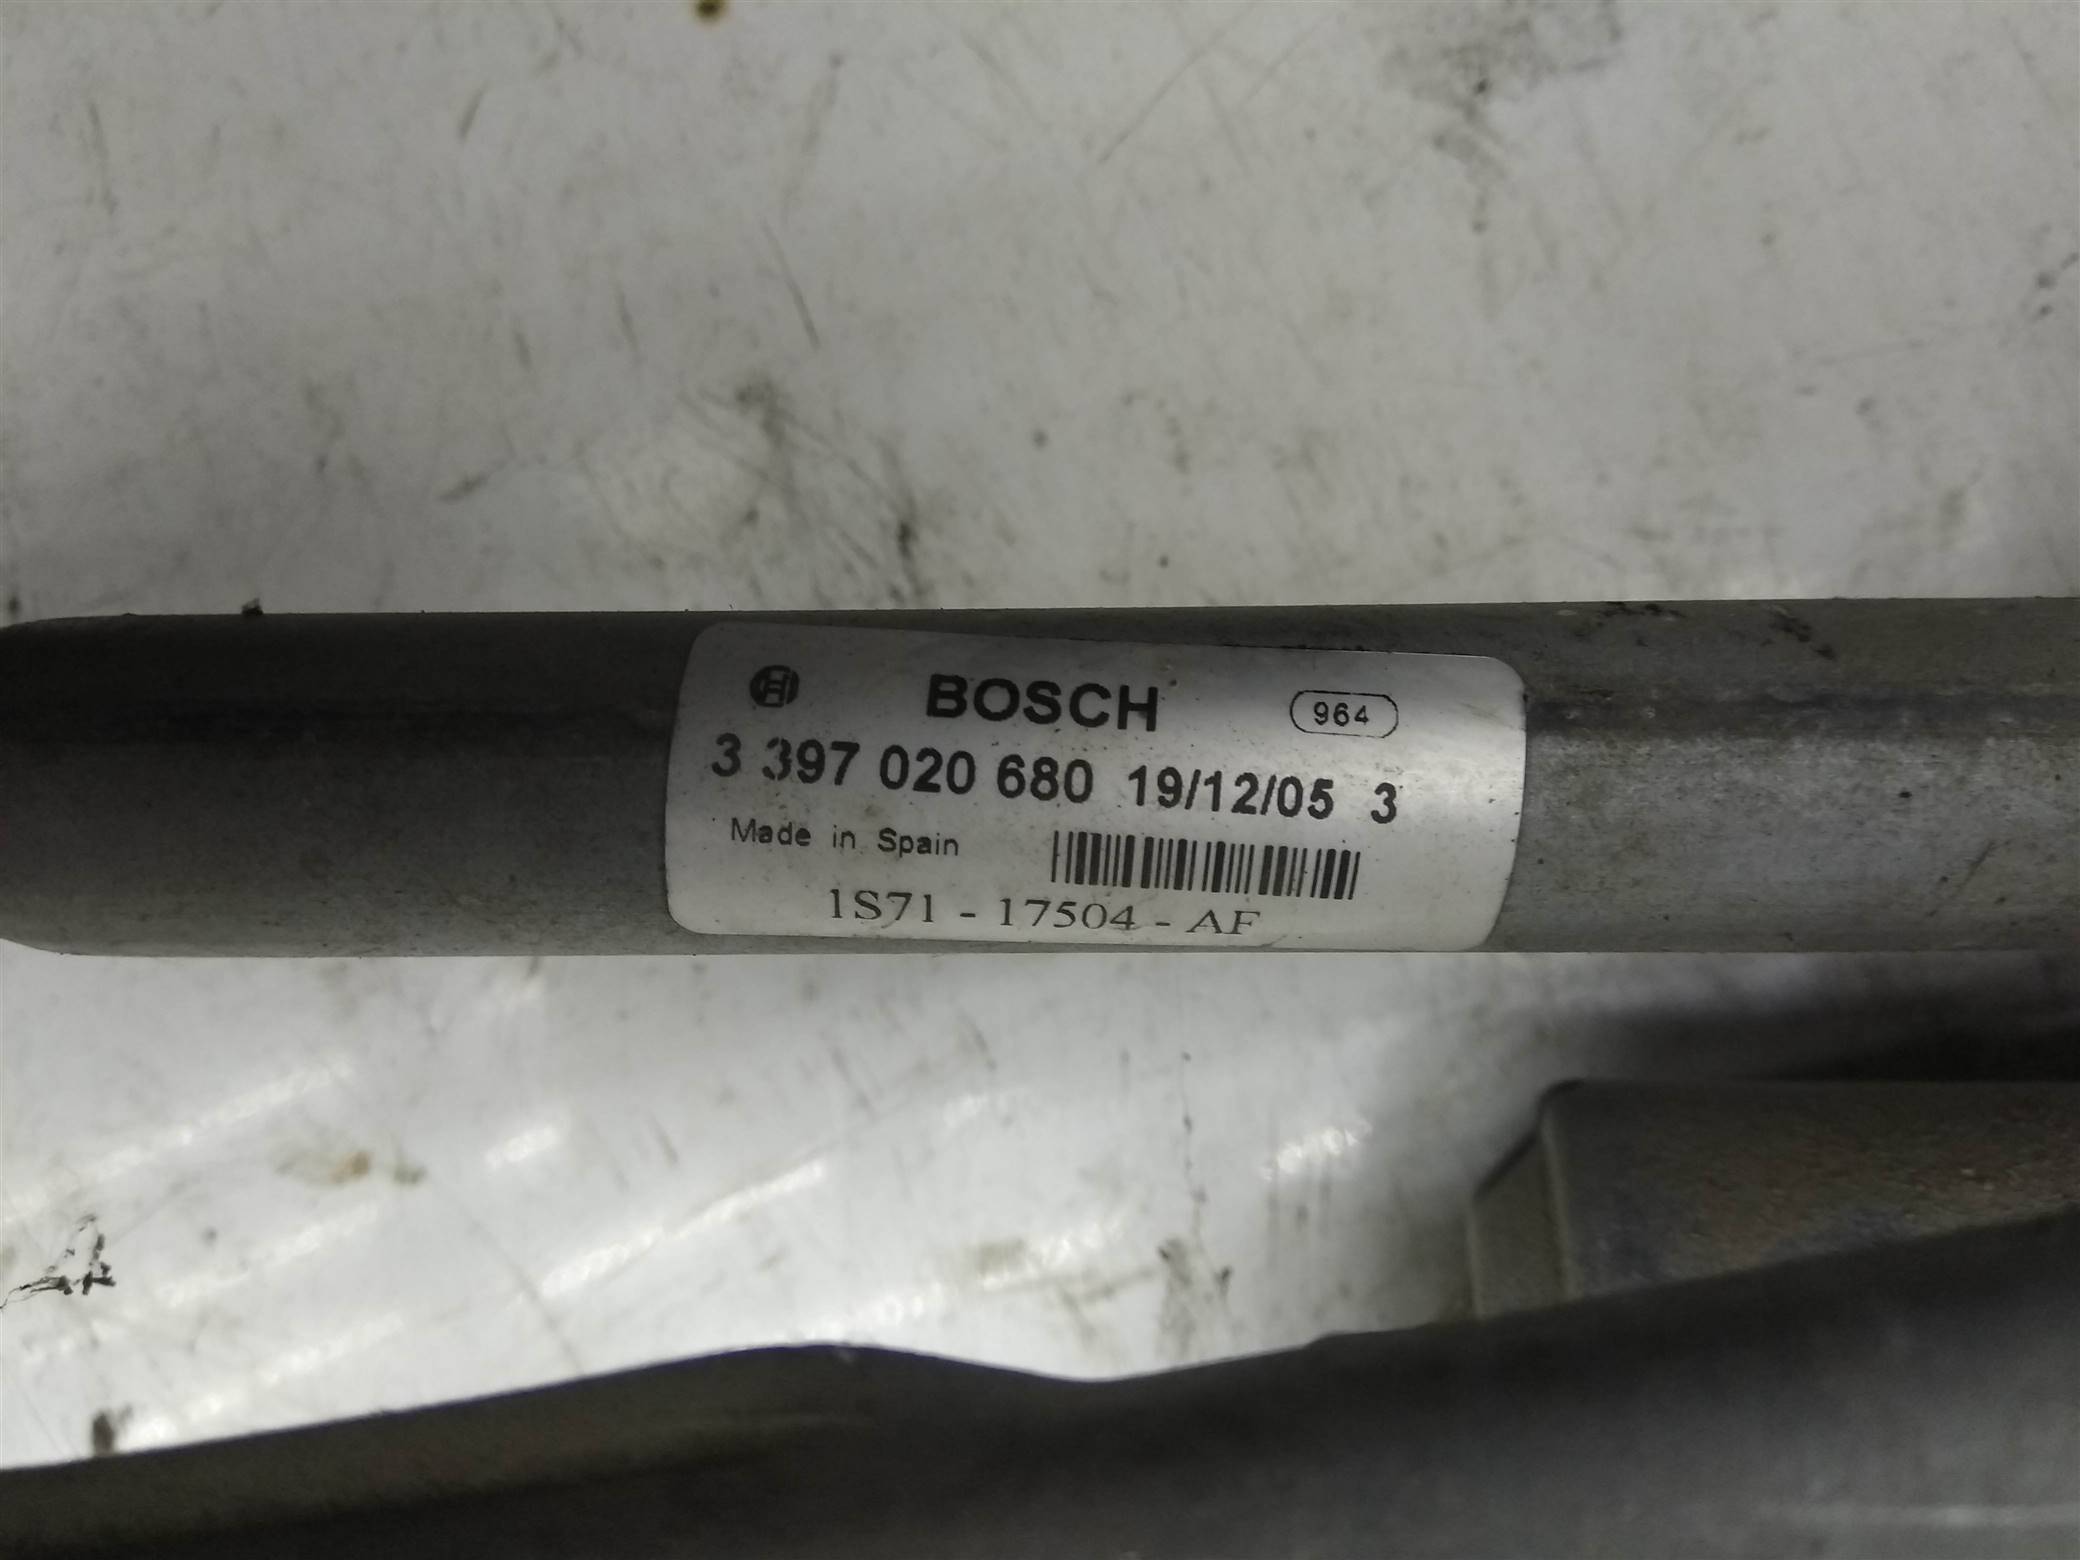 BOSCH 964
3 397 020 680 19/12/05 3
Made in Spain
1S71 - 17504 - AF